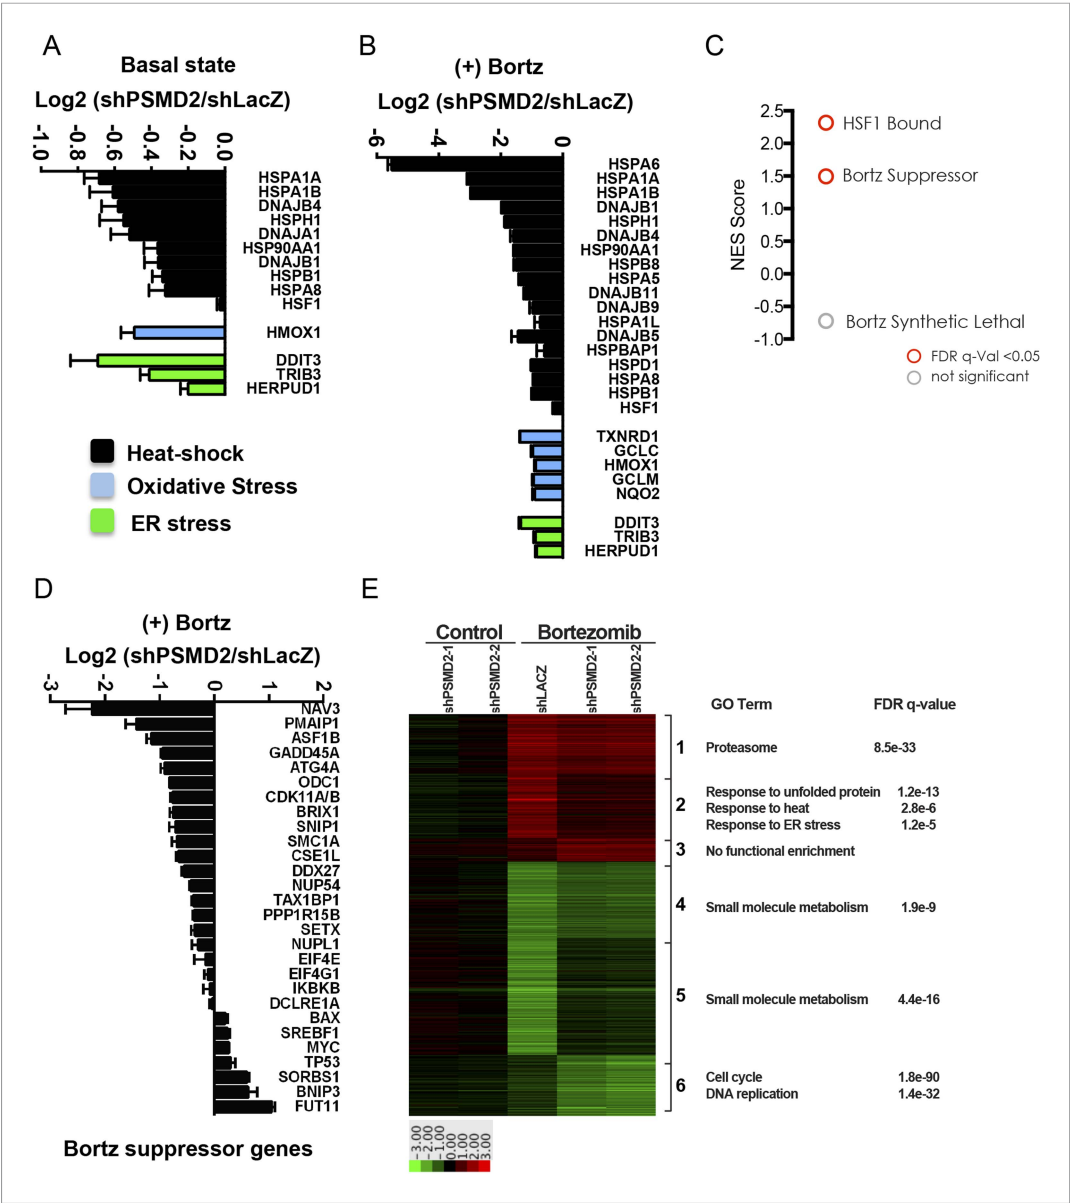 A
Basal state
Log2 (shPSMD2/shLacZ)
-1.0
-0.8
-0.6
-0.4
-0.2
0.0
HSPA1A
HSPA1B
DNAJB4
HSPH1
DNAJA1
HSP90AA1
DNAJB1
HSPB1
HSPA8
HSF1
HMOX1
DDIT3
TRIB3
HERPUD1
Heat-shock
Oxidative Stress
ER stress
B
(+) Bortz
Log2 (shPSMD2/shLacZ)
-6
-4
-2
0
HSPA6
HSPA1A
HSPA1B
DNAJB1
HSPH1
DNAJB4
HSP90AA1
HSPB8
HSPA5
DNAJB11
DNAJB9
HSPA1L
DNAJB5
HSPBAP1
HSPD1
HSPA8
HSPB1
HSF1
TXNRD1
GCLC
HMOX1
GCLM
NQO2
DDIT3
TRIB3
HERPUD1
C
NES Score
2.5
2.0
1.5
1.0
0.5
0.0
-0.5
-1.0
HSF1 Bound
Bortz Suppressor
Bortz Synthetic Lethal
FDR q-Val <0.05
not significant
D
(+) Bortz
Log2 (shPSMD2/shLacZ)
-3
-2
-1
0
1
2
NAV3
PMAIP1
ASF1B
GADD45A
ATG4A
ODC1
CDK11A/B
BRIX1
SNIP1
SMC1A
CSE1L
DDX27
NUP54
TAX1BP1
PPP1R15B
SETX
NUPL1
EIF4E
EIF4G1
IKBKB
DCLRE1A
BAX
SREBF1
MYC
TP53
SORBS1
BNIP3
FUT11
Bortz suppressor genes
E
Control
Bortezomib
shPSMD2-1
shPSMD2-2
shLACZ
shPSMD2-1
shPSMD2-2
GO Term FDR q-value
1 Proteasome 8.5e-33
2
Response to unfolded protein 1.2e-13
Response to heat 2.8e-6
Response to ER stress 1.2e-5
3 No functional enrichment
4 Small molecule metabolism 1.9e-9
5 Small molecule metabolism 4.4e-16
6
Cell cycle 1.8e-90
DNA replication 1.4e-32
-3.00
-2.00
-1.00
0.00
1.00
2.00
3.00